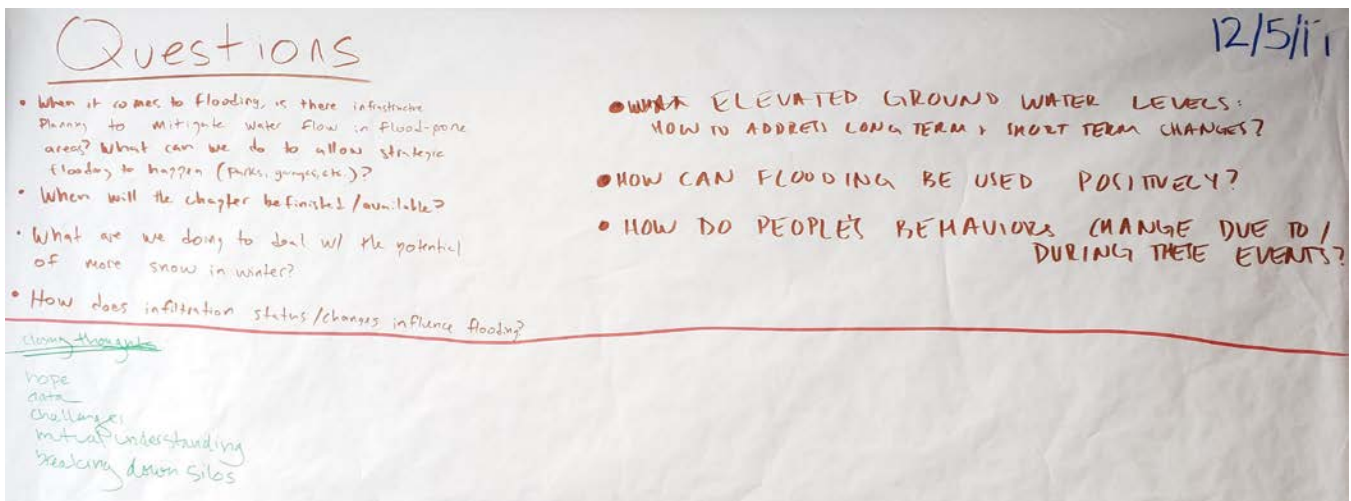 Questions
12/5/11
• When it comes to flooding, is there infrastructure
Planning to mitigate water flow in flood-pone
areas? What can we do to allow strategic
flooding to happen (parks, garages, etc.)?
• When will the chapter be finished/available?
• What are we doing to deal w/ the potential
of more snow in winter?
• How does infiltration status/changes influence flooding?
• ELEVATED GROUND WATER LEVELS:
HOW TO ADDRESS LONG TERM + SHORT TERM CHANGES?
• HOW CAN FLOODING BE USED POSITIVELY?
• HOW DO PEOPLE'S BEHAVIORS CHANGE DUE TO /
DURING THESE EVENTS?
closing thoughts
hope
data
challenges
mutual understanding
breaking down silos